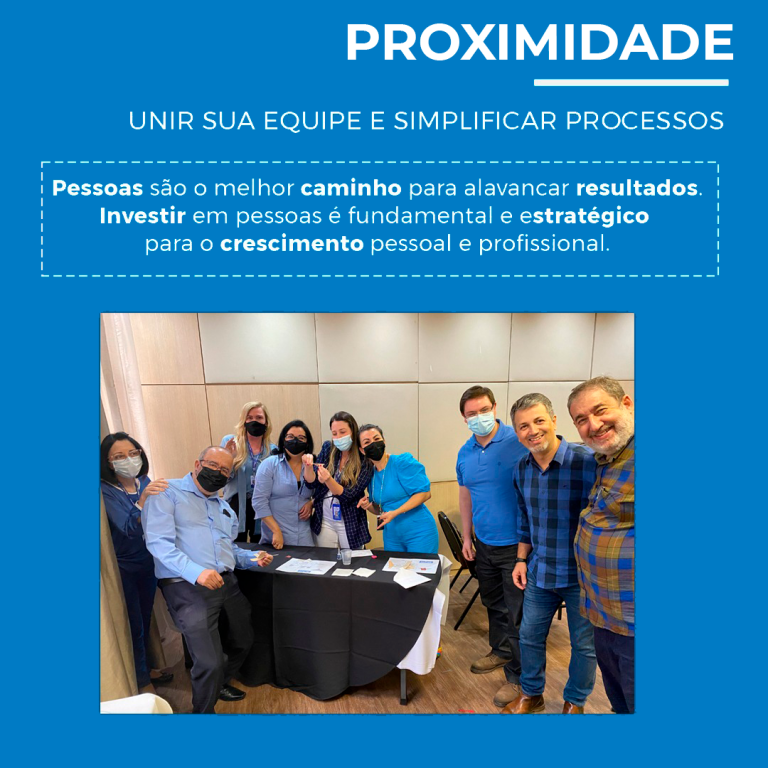 PROXIMIDADE
UNIR SUA EQUIPE E SIMPLIFICAR PROCESSOS
Pessoas são o melhor caminho para alavancar resultados.
Investir em pessoas é fundamental e estratégico
para o crescimento pessoal e profissional.